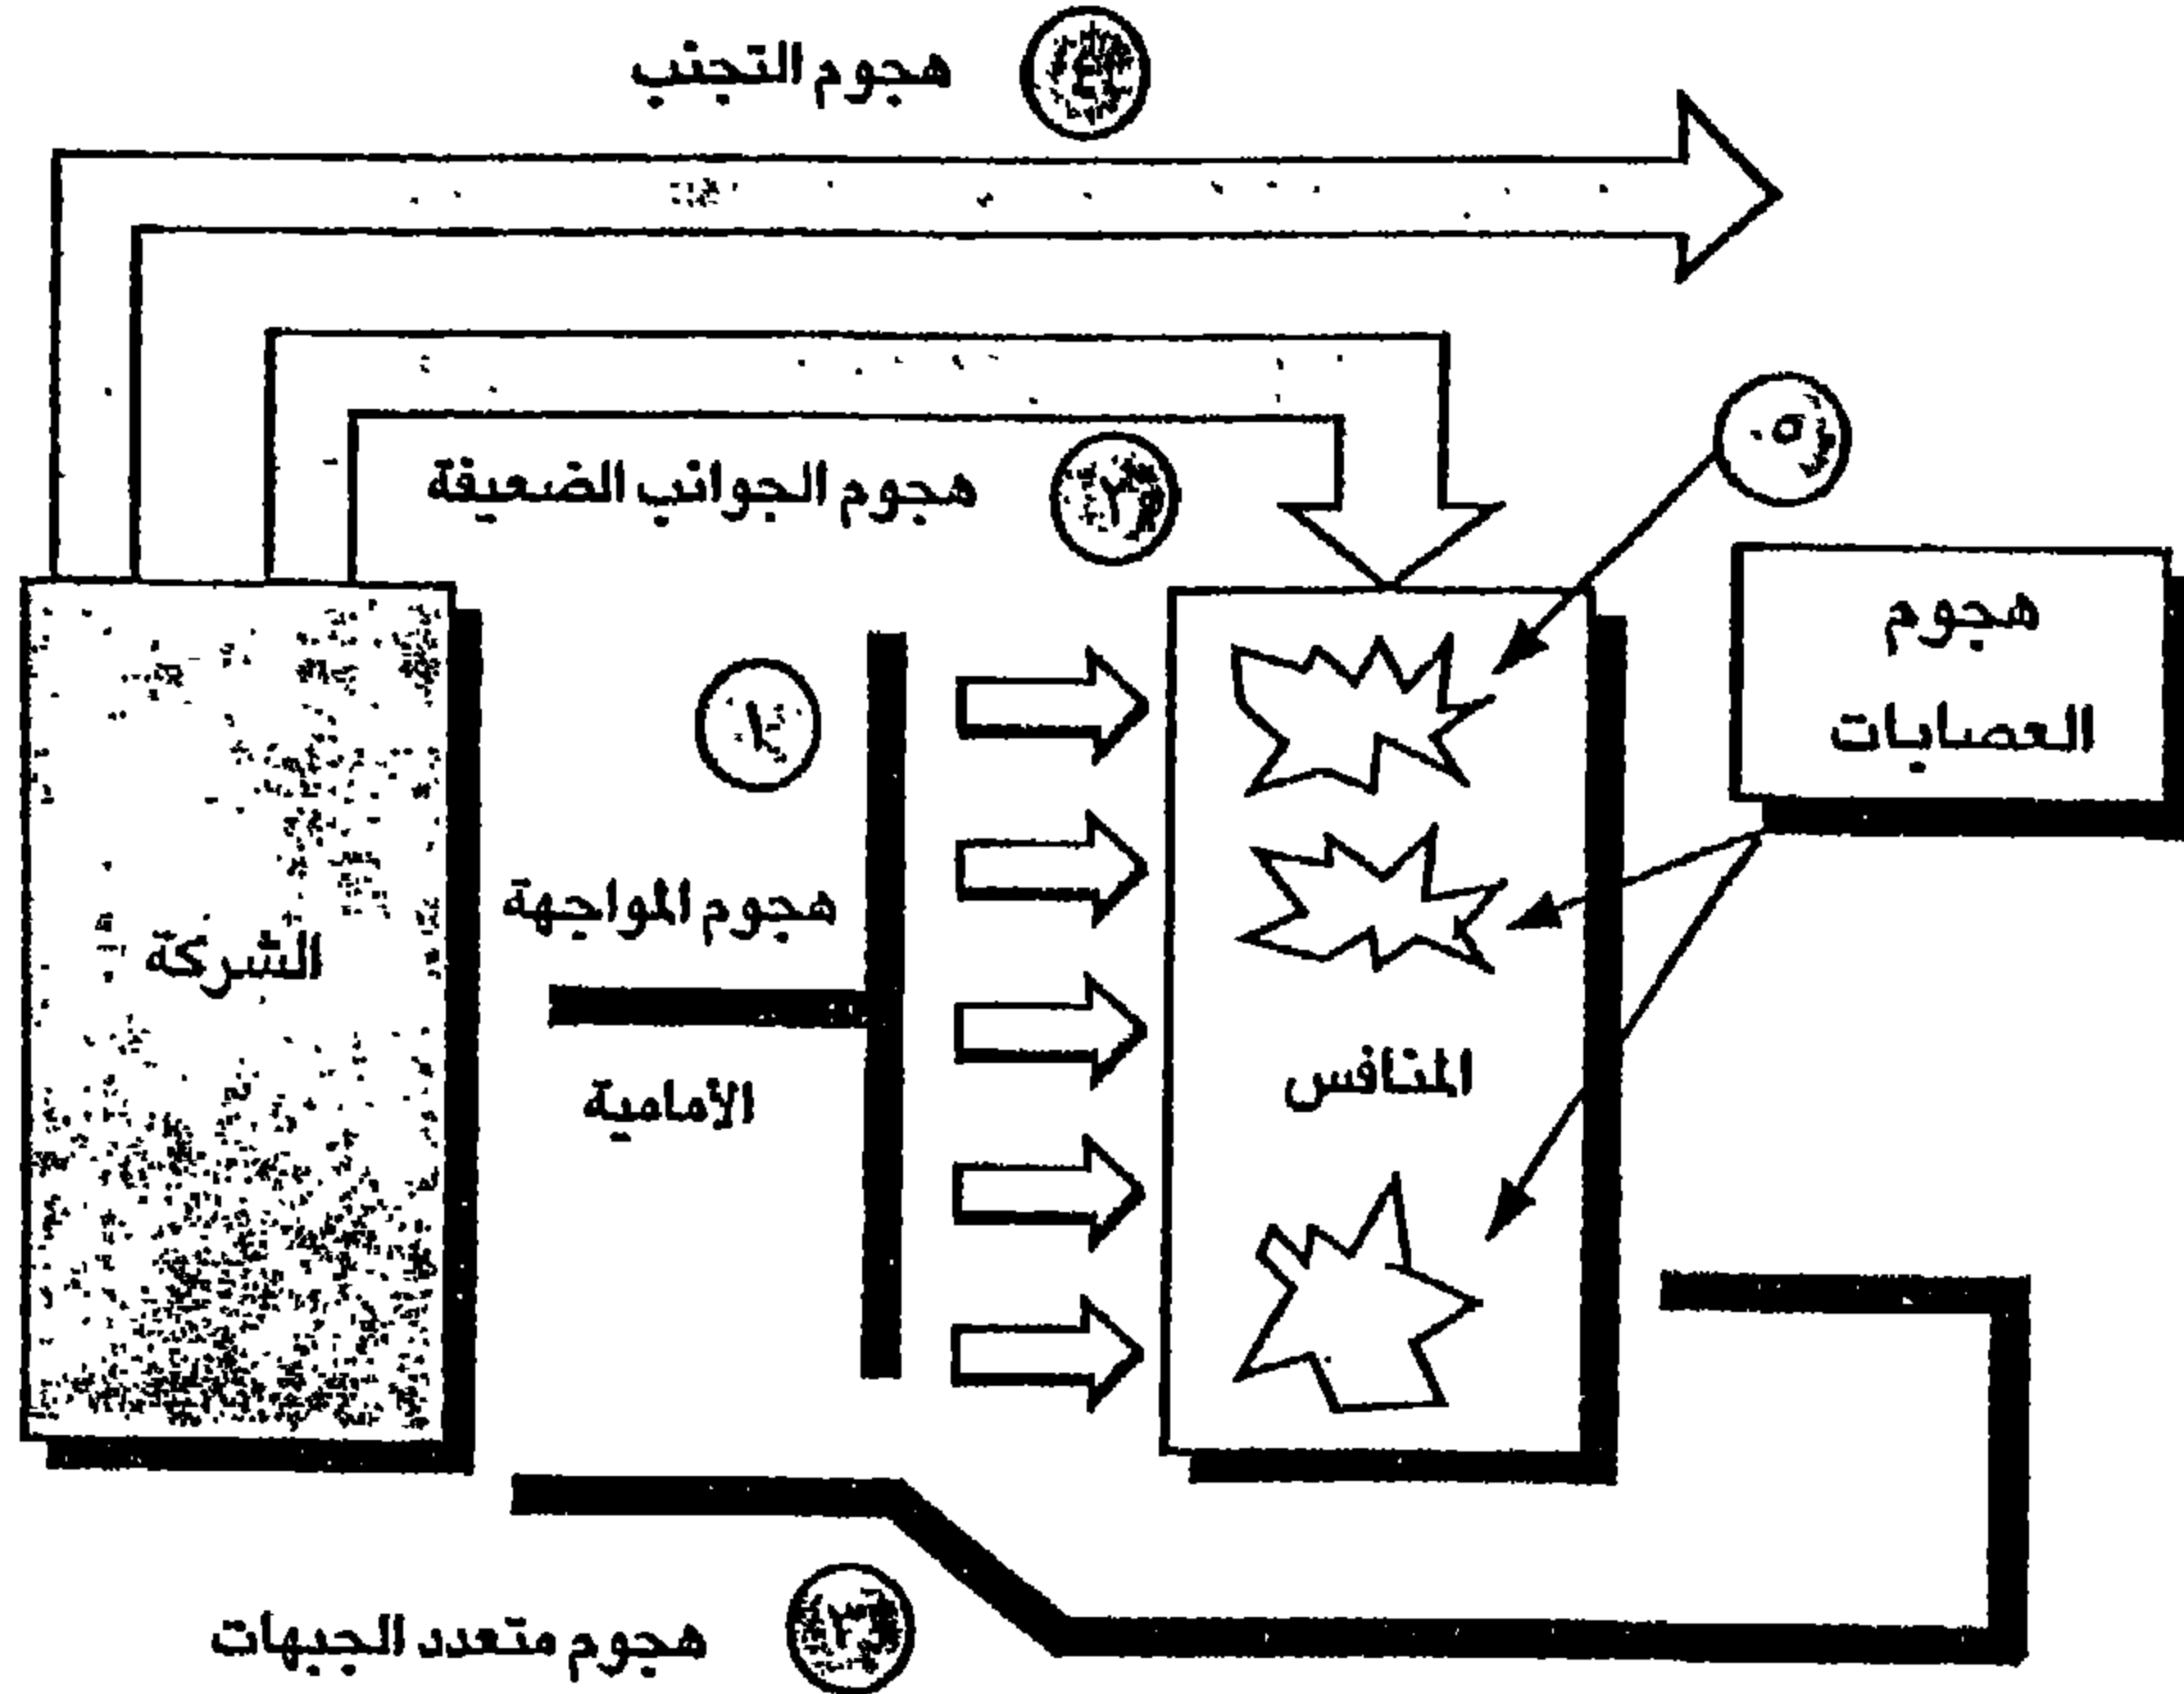 ٤ هجوم التجنب
٢ هجوم الجوانب الضعيفة
٥
هجوم
العصابات
١
هجوم المواجهة
الأمامية
الشركة
المنافس
٣ هجوم متعدد الجبهات